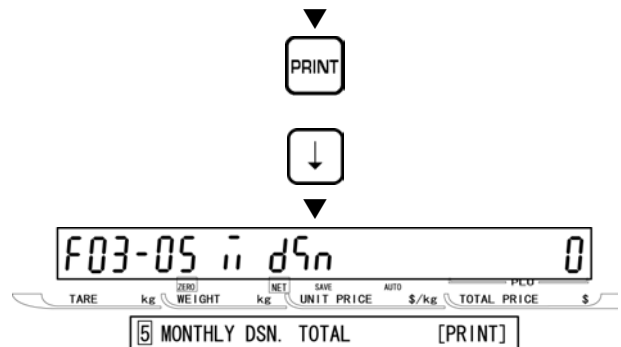 PRINT
↓
F03-05 ñ dSn 0
ZERO NET SAVE AUTO PLU
TARE kg WEIGHT kg UNIT PRICE $/kg TOTAL PRICE $
5 MONTHLY DSN. TOTAL [PRINT]